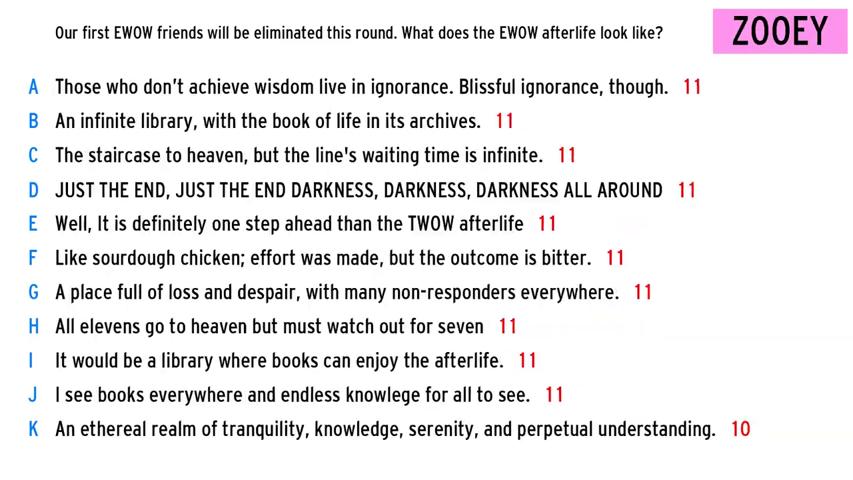 Our first EWOW friends will be eliminated this round. What does the EWOW afterlife look like?
ZOOEY
A Those who don't achieve wisdom live in ignorance. Blissful ignorance, though. 11
B An infinite library, with the book of life in its archives. 11
C The staircase to heaven, but the line's waiting time is infinite. 11
D JUST THE END, JUST THE END DARKNESS, DARKNESS, DARKNESS ALL AROUND 11
E Well, It is definitely one step ahead than the TWOW afterlife 11
F Like sourdough chicken; effort was made, but the outcome is bitter. 11
G A place full of loss and despair, with many non-responders everywhere. 11
H All elevens go to heaven but must watch out for seven 11
I It would be a library where books can enjoy the afterlife. 11
J I see books everywhere and endless knowlege for all to see. 11
K An ethereal realm of tranquility, knowledge, serenity, and perpetual understanding. 10